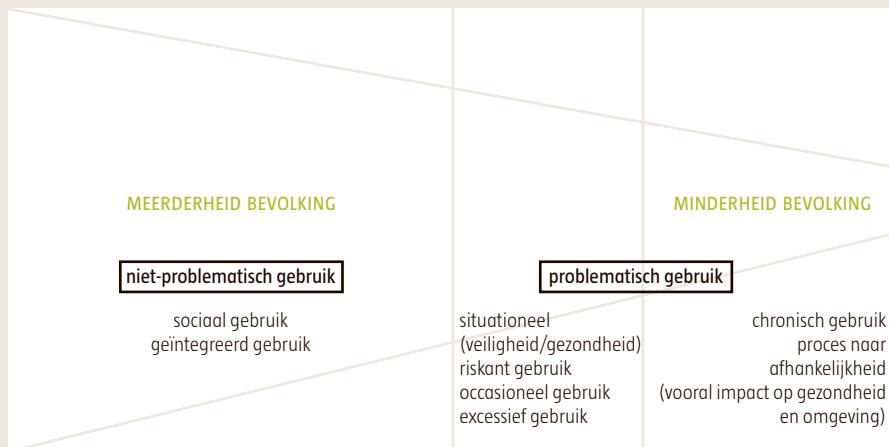 MEERDERHEID BEVOLKING
MINDERHEID BEVOLKING
niet-problematisch gebruik
problematisch gebruik
sociaal gebruik
geïntegreerd gebruik
situationeel
(veiligheid/gezondheid)
riskant gebruik
occasioneel gebruik
excessief gebruik
chronisch gebruik
proces naar
afhankelijkheid
(vooral impact op gezondheid
en omgeving)